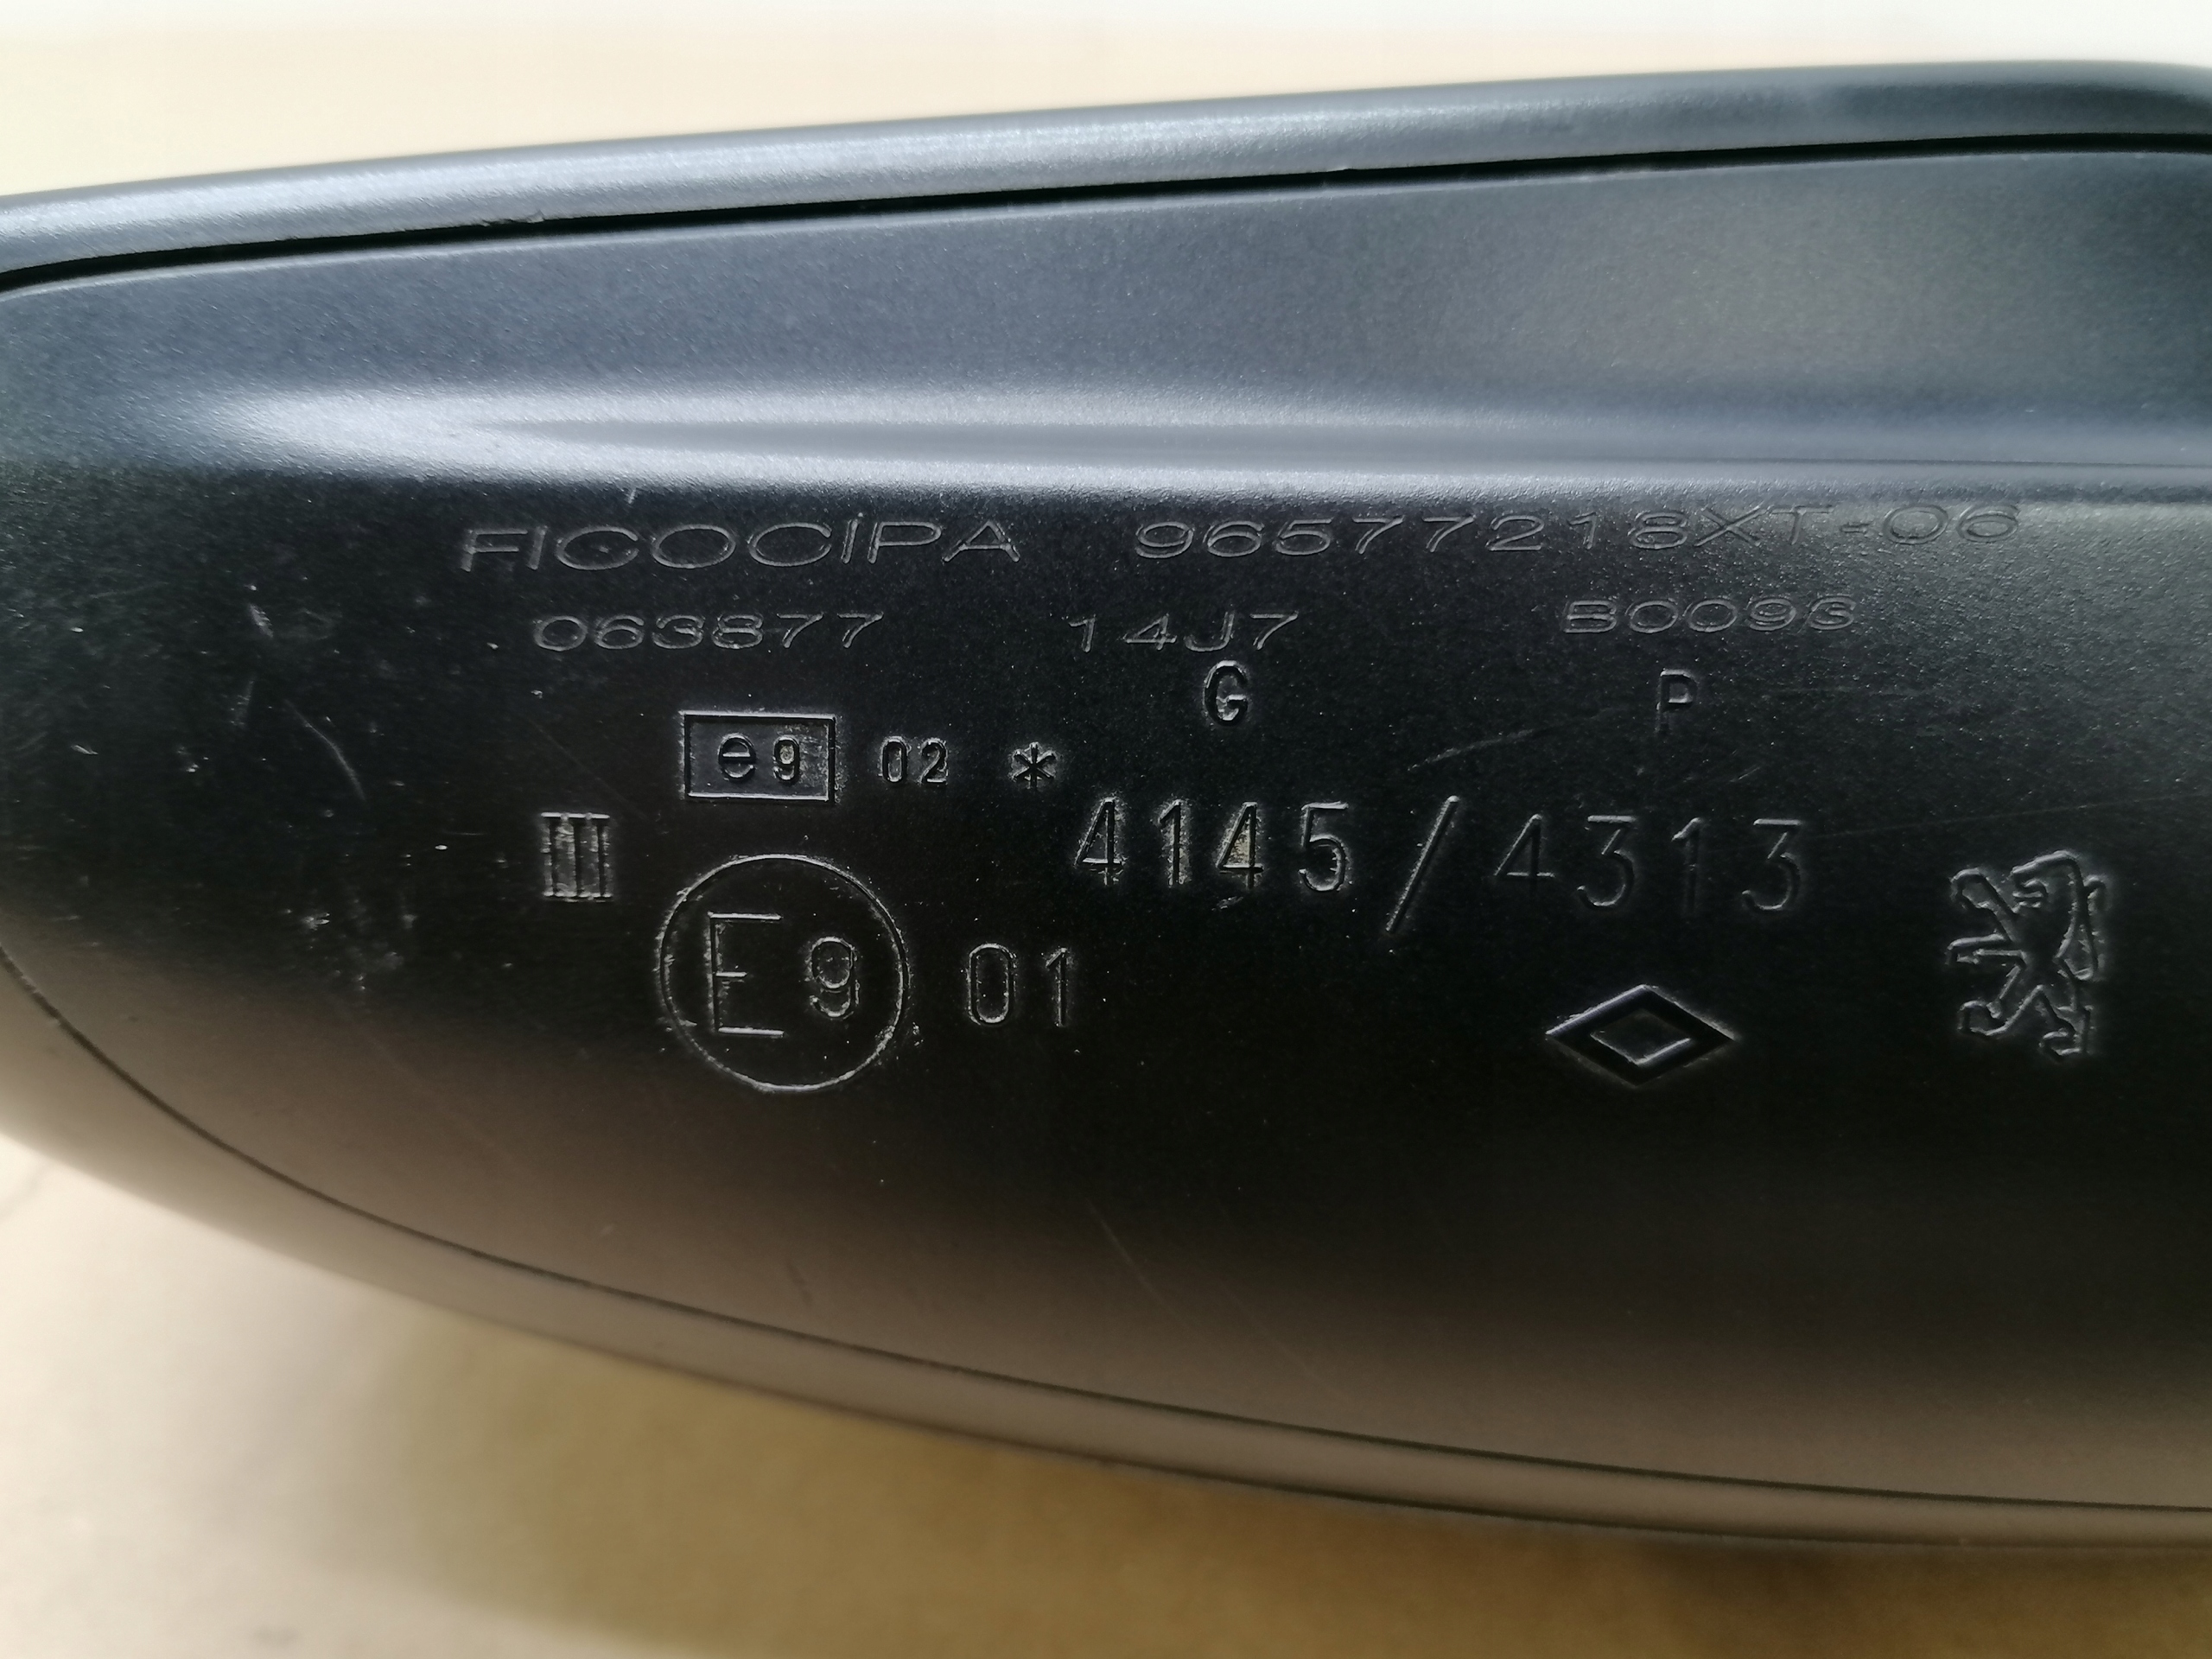 FICOCIPA 96577218XT-06
063877 14J7 B0093
G P
e9 02 *
III 4145/4313
E9 01